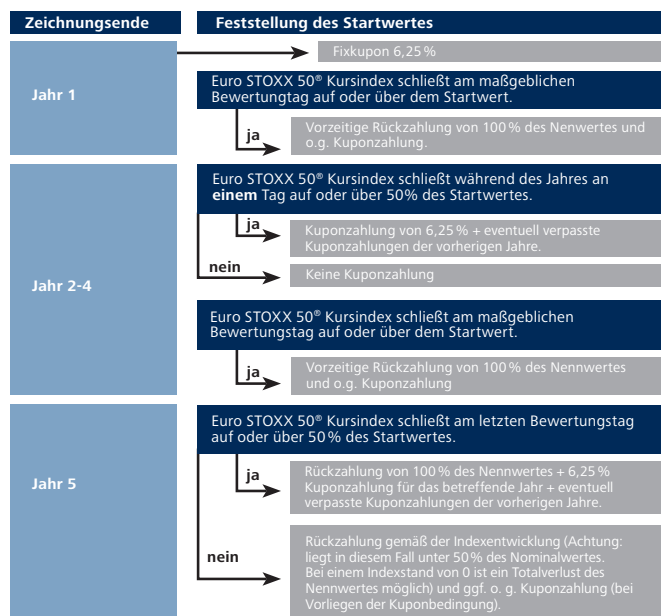 Zeichnungsende
Feststellung des Startwertes
Jahr 1
Fixkupon 6,25 %
Euro STOXX 50® Kursindex schließt am maßgeblichen
Bewertungtag auf oder über dem Startwert.
ja
Vorzeitige Rückzahlung von 100 % des Nenwertes und
o.g. Kuponzahlung.
Jahr 2-4
Euro STOXX 50® Kursindex schließt während des Jahres an
einem Tag auf oder über 50% des Startwertes.
ja
Kuponzahlung von 6,25 % + eventuell verpasste
Kuponzahlungen der vorherigen Jahre.
nein
Keine Kuponzahlung
Euro STOXX 50® Kursindex schließt am maßgeblichen
Bewertungstag auf oder über dem Startwert.
ja
Vorzeitige Rückzahlung von 100 % des Nennwertes
und o.g. Kuponzahlung
Jahr 5
Euro STOXX 50® Kursindex schließt am letzten Bewertungstag
auf oder über 50 % des Startwertes.
ja
Rückzahlung von 100 % des Nennwertes + 6,25 %
Kuponzahlung für das betreffende Jahr + eventuell
verpasste Kuponzahlungen der vorherigen Jahre.
nein
Rückzahlung gemäß der Indexentwicklung (Achtung:
liegt in diesem Fall unter 50 % des Nominalwertes.
Bei einem Indexstand von 0 ist ein Totalverlust des
Nennwertes möglich) und ggf. o. g. Kuponzahlung (bei
Vorliegen der Kuponbedingung).